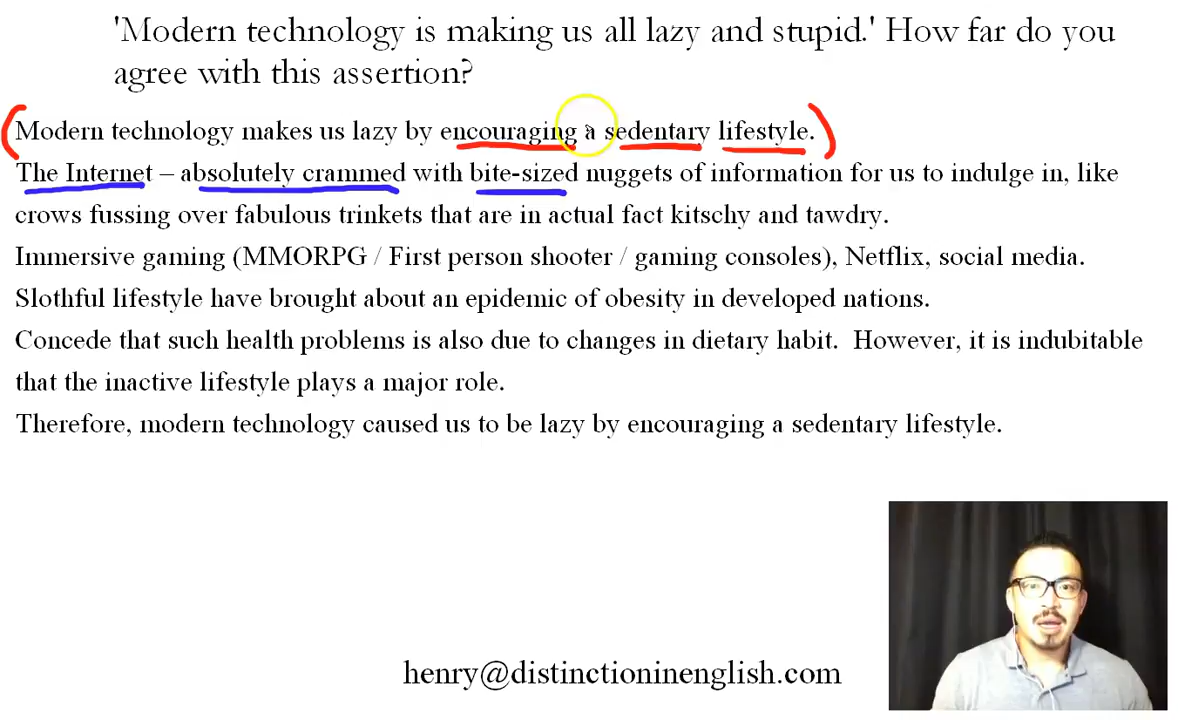 'Modern technology is making us all lazy and stupid.' How far do you
agree with this assertion?
Modern technology makes us lazy by encouraging a sedentary lifestyle.
The Internet – absolutely crammed with bite-sized nuggets of information for us to indulge in, like
crows fussing over fabulous trinkets that are in actual fact kitschy and tawdry.
Immersive gaming (MMORPG / First person shooter / gaming consoles), Netflix, social media.
Slothful lifestyle have brought about an epidemic of obesity in developed nations.
Concede that such health problems is also due to changes in dietary habit.  However, it is indubitable
that the inactive lifestyle plays a major role.
Therefore, modern technology caused us to be lazy by encouraging a sedentary lifestyle.
henry@distinctioninenglish.com